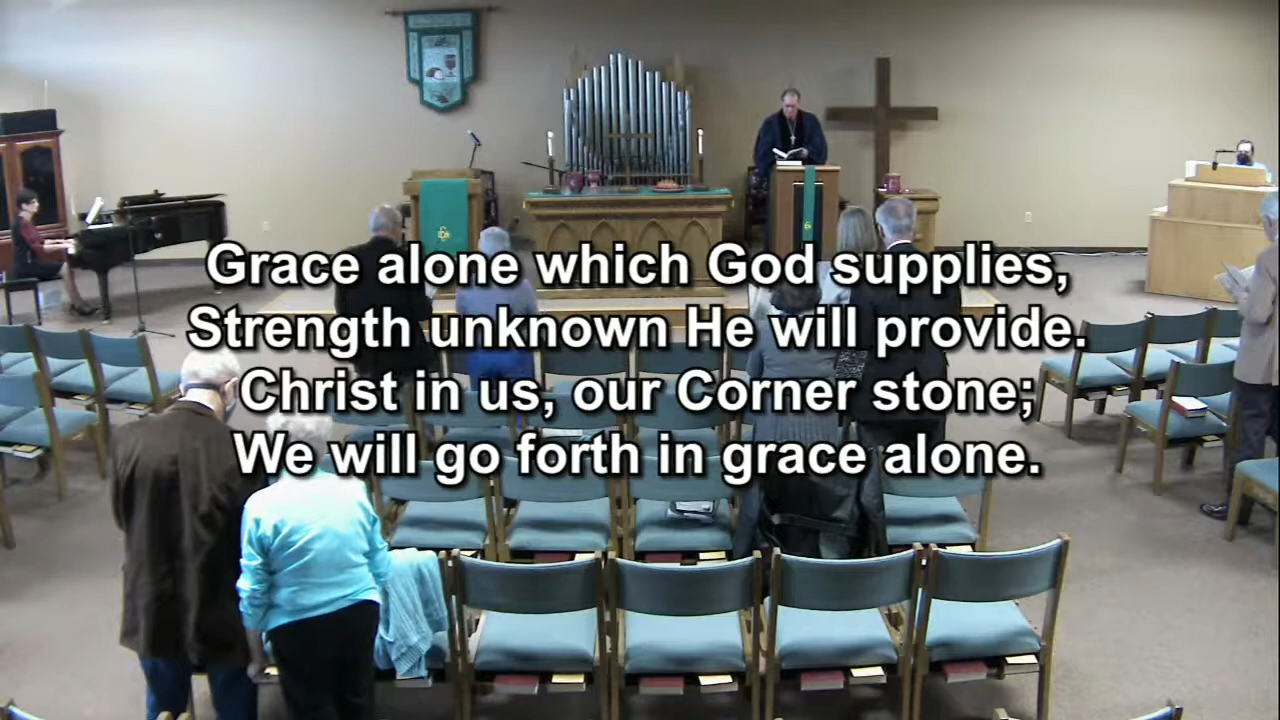 Grace alone which God supplies,
Strength unknown He will provide.
Christ in us, our Corner stone;
We will go forth in grace alone.